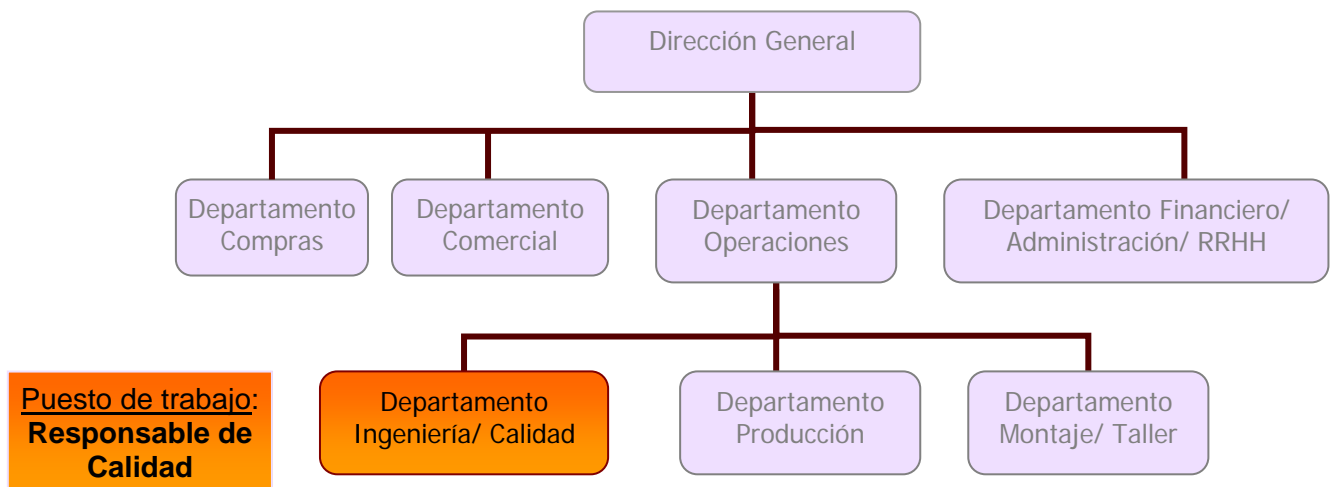 Dirección General
Departamento
Compras
Departamento
Comercial
Departamento
Operaciones
Departamento Financiero/
Administración/ RRHH
Puesto de trabajo:
Responsable de
Calidad
Departamento
Ingeniería/ Calidad
Departamento
Producción
Departamento
Montaje/ Taller